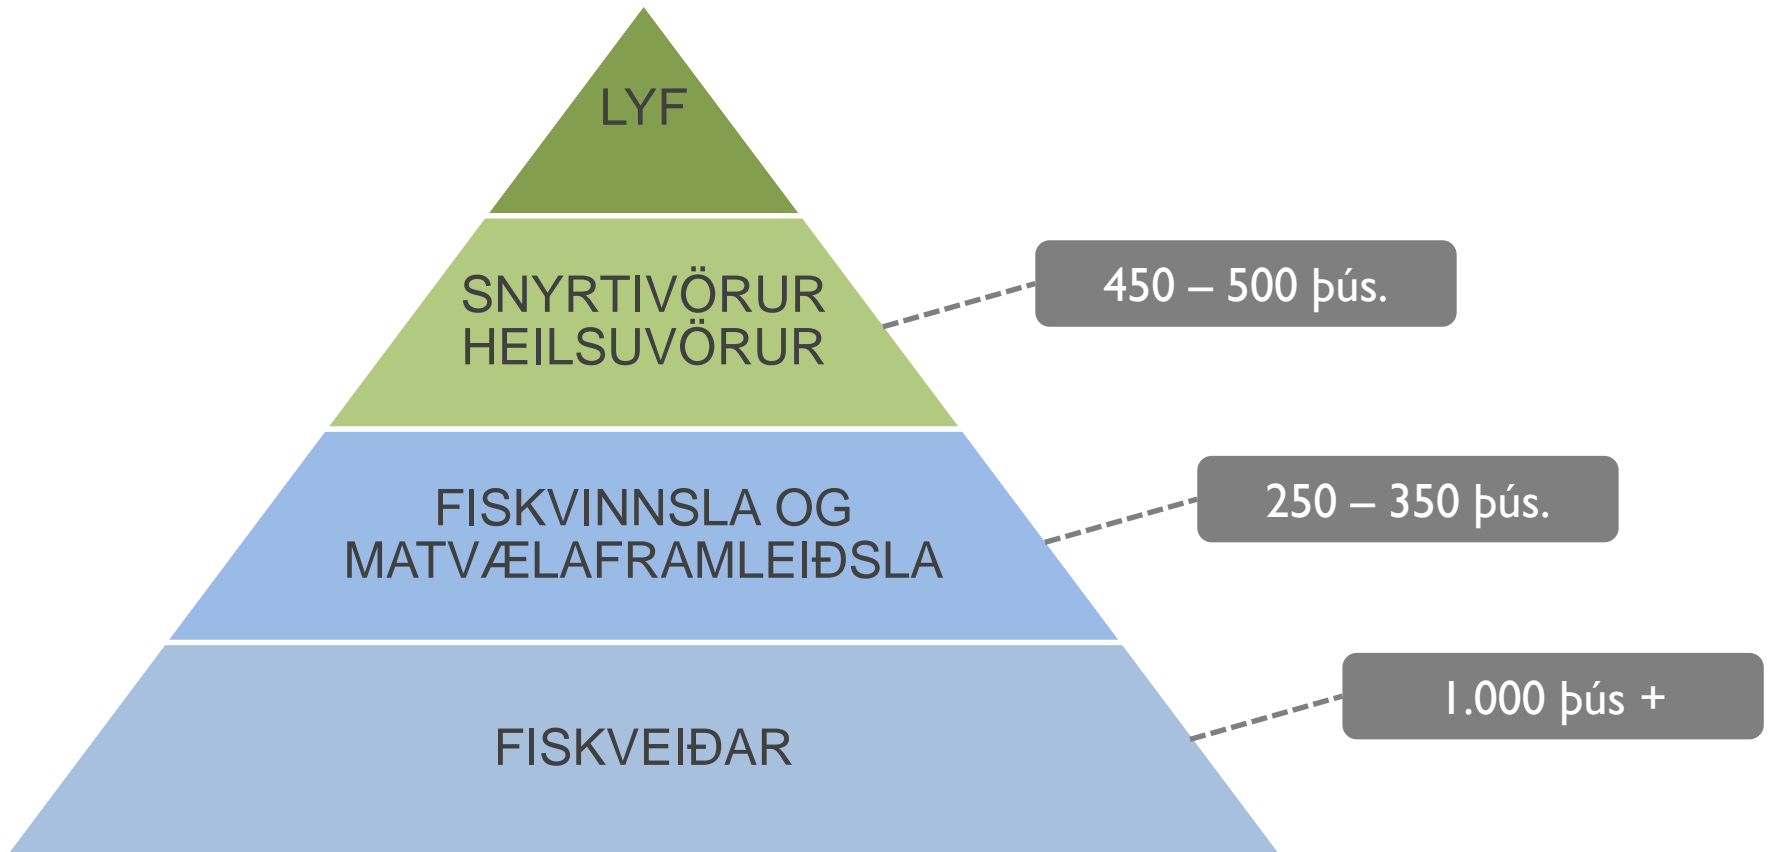 LYF
SNYRTIVÖRUR
HEILSUVÖRUR
450 – 500 þús.
FISKVINNSLA OG
MATVÆLAFRAMLEIÐSLA
250 – 350 þús.
FISKVEIÐAR
1.000 þús +